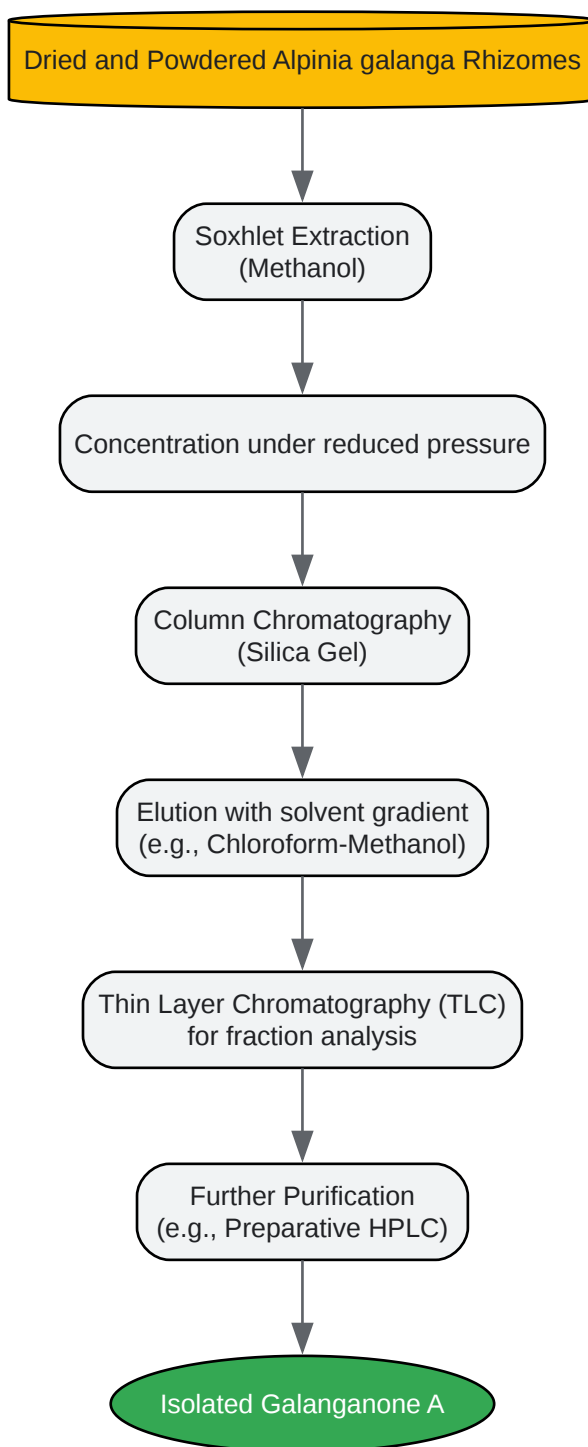 Dried and Powdered Alpinia galanga Rhizomes
Soxhlet Extraction
(Methanol)
Concentration under reduced pressure
Column Chromatography
(Silica Gel)
Elution with solvent gradient
(e.g., Chloroform-Methanol)
Thin Layer Chromatography (TLC)
for fraction analysis
Further Purification
(e.g., Preparative HPLC)
Isolated Galanganone A